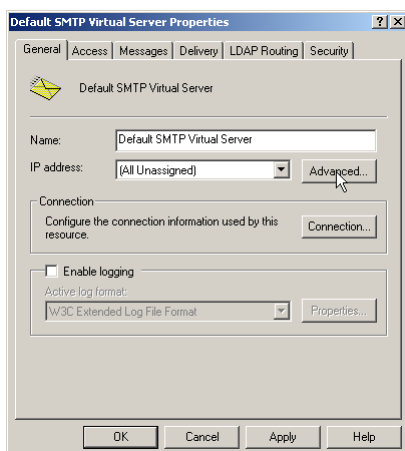 Default SMTP Virtual Server Properties
General Access Messages Delivery LDAP Routing Security
Default SMTP Virtual Server
Name: Default SMTP Virtual Server
IP address: (All Unassigned) Advanced...
Connection
Configure the connection information used by this Connection...
resource.
Enable logging
Active log format:
W3C Extended Log File Format Properties...
OK Cancel Apply Help